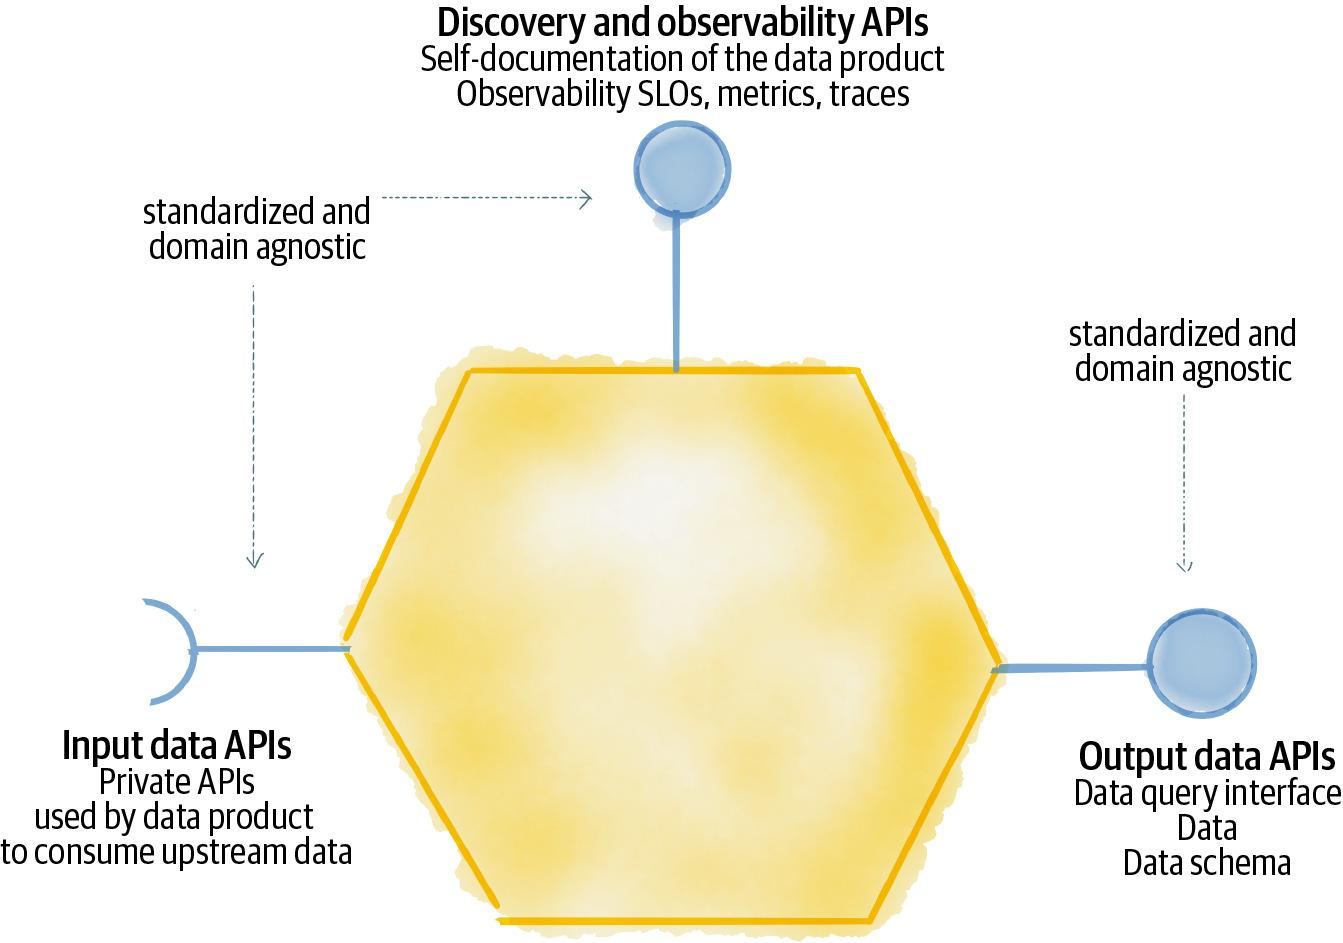 Discovery and observability APIs
Self-documentation of the data product
Observability SLOs, metrics, traces
standardized and
domain agnostic
standardized and
domain agnostic
Input data APIs
Private APIs
used by data product
to consume upstream data
Output data APIs
Data query interface
Data
Data schema